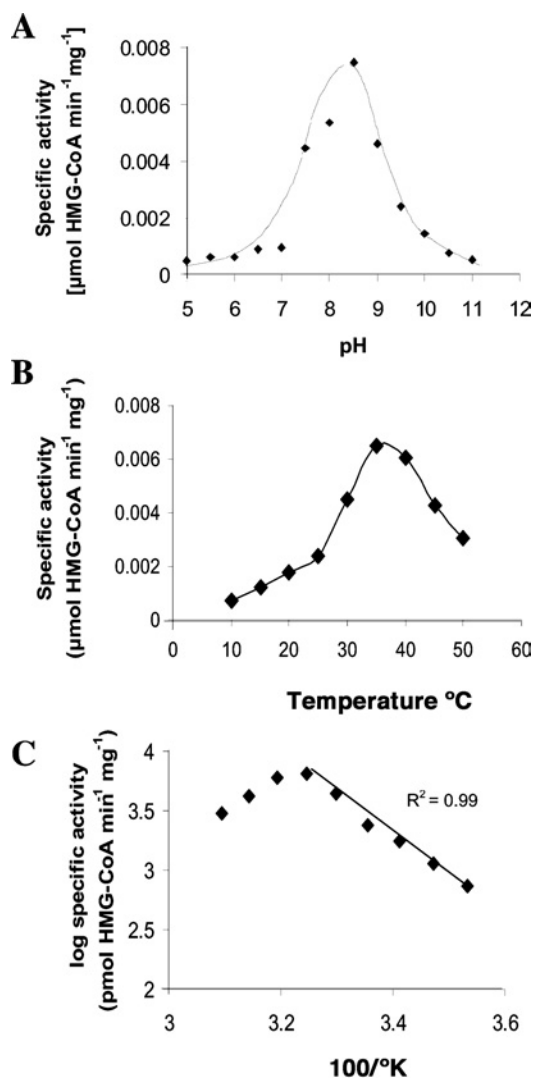 A
Specific activity
[µmol HMG-CoA min-1mg-1]
0.008
0.006
0.004
0.002
0
5 6 7 8 9 10 11 12
pH
B
Specific activity
(µmol HMG-CoA min-1 mg-1)
0.008
0.006
0.004
0.002
0
0 10 20 30 40 50 60
Temperature ºC
C
log specific activity
(pmol HMG-CoA min-1 mg-1)
4
3.5
3
2.5
2
R2 = 0.99
3 3.2 3.4 3.6
100/ºK